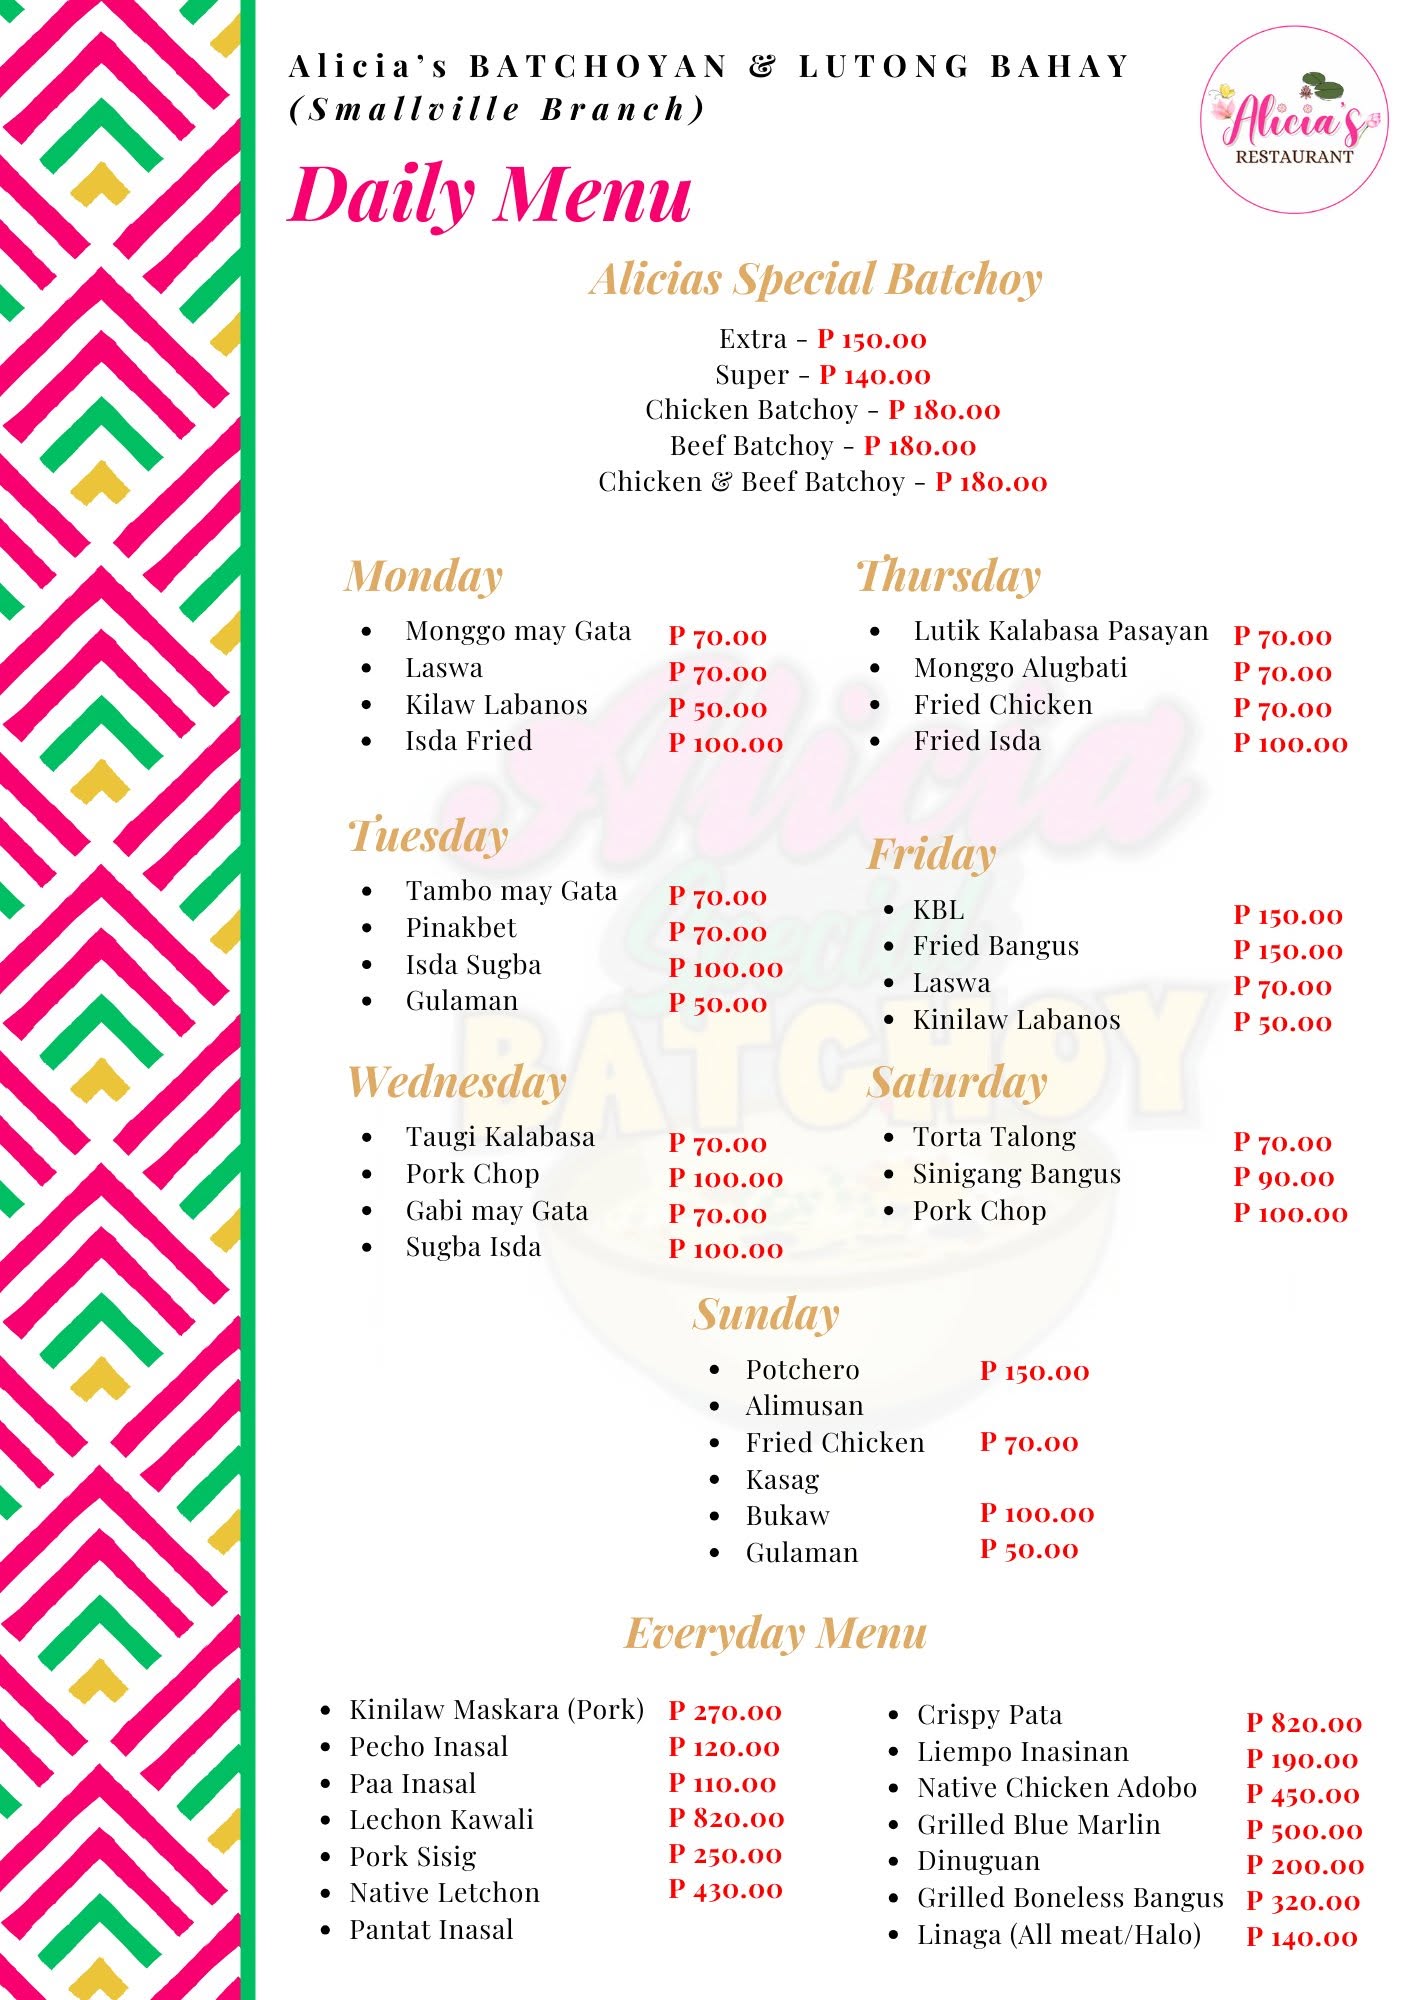 Alicia's BATCHOYAN & LUTONG BAHAY
(Smallville Branch)
Alicia's
RESTAURANT
Daily Menu
Alicias Special Batchoy
Extra - P 150.00
Super - P 140.00
Chicken Batchoy - P 180.00
Beef Batchoy - P 180.00
Chicken & Beef Batchoy - P 180.00
Monday
• Monggo may Gata P 70.00
• Laswa P 70.00
• Kilaw Labanos P 50.00
• Isda Fried P 100.00
Tuesday
• Tambo may Gata P 70.00
• Pinakbet P 70.00
• Isda Sugba P 100.00
• Gulaman P 50.00
Wednesday
• Taugi Kalabasa P 70.00
• Pork Chop P 100.00
• Gabi may Gata P 70.00
• Sugba Isda P 100.00
Thursday
• Lutik Kalabasa Pasayan P 70.00
• Monggo Alugbati P 70.00
• Fried Chicken P 70.00
• Fried Isda P 100.00
Friday
• KBL P 150.00
• Fried Bangus P 150.00
• Laswa P 70.00
• Kinilaw Labanos P 50.00
Saturday
• Torta Talong P 70.00
• Sinigang Bangus P 90.00
• Pork Chop P 100.00
Sunday
• Potchero P 150.00
• Alimusan
• Fried Chicken P 70.00
• Kasag
• Bukaw P 100.00
• Gulaman P 50.00
Everyday Menu
• Kinilaw Maskara (Pork) P 270.00
• Pecho Inasal P 120.00
• Paa Inasal P 110.00
• Lechon Kawali P 820.00
• Pork Sisig P 250.00
• Native Letchon P 430.00
• Pantat Inasal
• Crispy Pata P 820.00
• Liempo Inasinan P 190.00
• Native Chicken Adobo P 450.00
• Grilled Blue Marlin P 500.00
• Dinuguan P 200.00
• Grilled Boneless Bangus P 320.00
• Linaga (All meat/Halo) P 140.00
Alicia
Special
BATCHOY